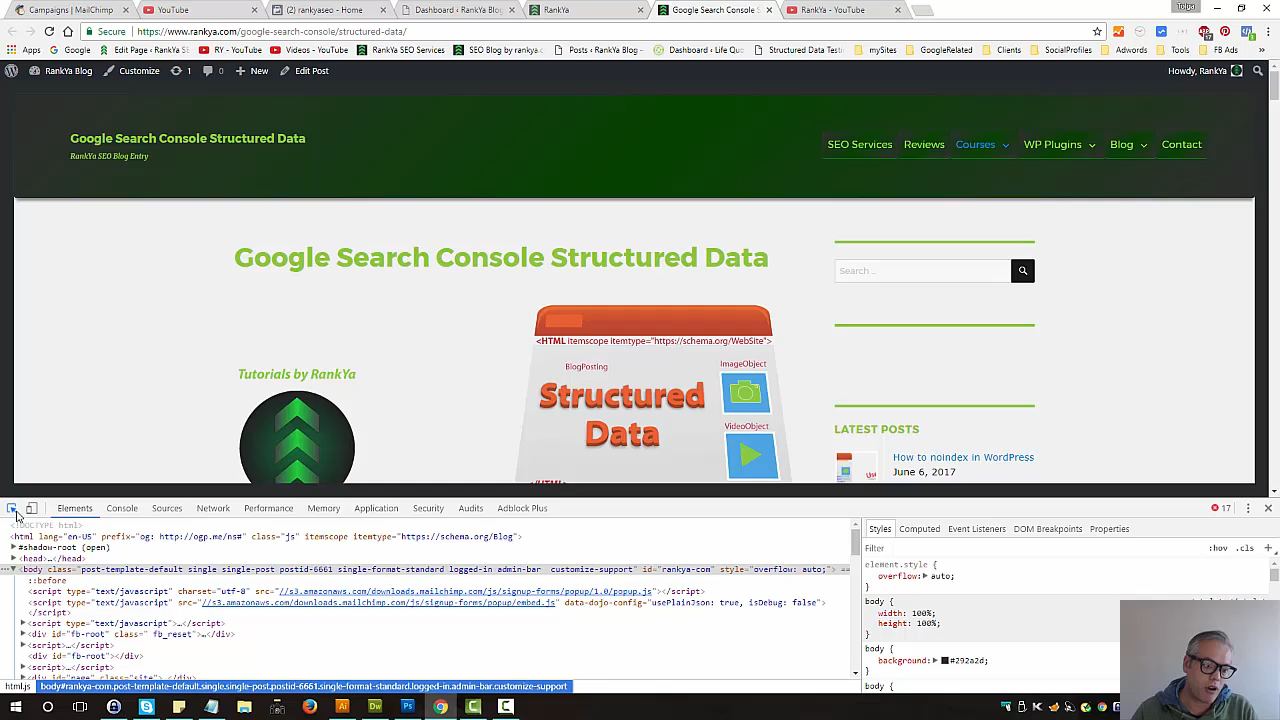 Campaigns | MailChimp
YouTube
(2) rankyaseo - Home
Dashboard ‹ RankYa Blog
RankYa
Google Search Console S
RankYa - YouTube
Secure
https://www.rankya.com/google-search-console/structured-data/
Apps
Google
Edit Page ‹ RankYa S
RY - YouTube
Videos - YouTube
RankYa SEO Services
SEO Blog by rankya.c
Posts ‹ RankYa Blog
Dashboard ‹ Life Qu
Structured Data Testi
mySites
GoogleRelated
Clients
SocialProfiles
Adwords
Tools
FB Ads
RankYa Blog
Customize
1
0
New
Edit Post
Howdy, RankYa
Google Search Console Structured Data
RankYa SEO Blog Entry
SEO Services
Reviews
Courses
WP Plugins
Blog
Contact
Google Search Console Structured Data
Search ...
<HTML itemscope itemtype="https://schema.org/WebSite">
BlogPosting
ImageObject
Structured
Data
VideoObject
Tutorials by RankYa
LATEST POSTS
How to noindex in WordPress
June 6, 2017
Elements
Console
Sources
Network
Performance
Memory
Application
Security
Audits
Adblock Plus
17
<!DOCTYPE html>
<html lang="en-US" prefix="og: http://ogp.me/ns#" class="js" itemscope itemtype="https://schema.org/Blog">
#shadow-root (open)
<head>…</head>
<body class="post-template-default single single-post postid-6661 single-format-standard logged-in admin-bar  customize-support" id="rankya-com" style="overflow: auto;"> ==
::before
<script type="text/javascript" charset="utf-8" src="//s3.amazonaws.com/downloads.mailchimp.com/js/signup-forms/popup/1.0/popup.js"></script>
<script type="text/javascript" src="//s3.amazonaws.com/downloads.mailchimp.com/js/signup-forms/popup/embed.js" data-dojo-config="usePlainJson: true, isDebug: false">
</script>
<script type="text/javascript">…</script>
<div id="fb-root" class=" fb_reset">…</div>
<script>…</script>
<div id="fb-root"></div>
<script>…</script>
html.js
body#rankya-com.post-template-default.single.single-post.postid-6661.single-format-standard.logged-in.admin-bar.customize-support
Styles
Computed
Event Listeners
DOM Breakpoints
Properties
Filter
:hov
.cls
element.style {
overflow: auto;
}
body {
width: 100%;
height: 100%;
}
body {
background: #292a2d;
}
body {